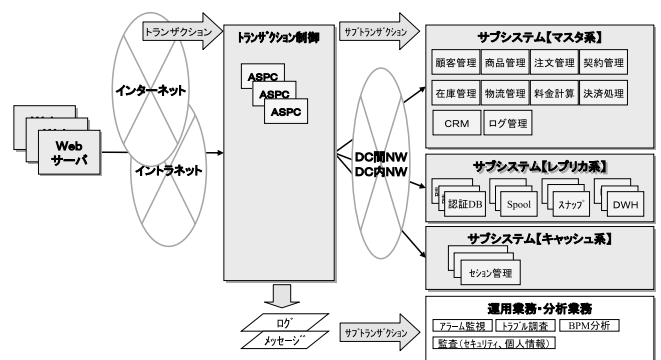 トランザクション
トランザクション制御
サブトランザクション
サブシステム【マスタ系】
顧客管理
商品管理
注文管理
契約管理
在庫管理
物流管理
料金計算
決済処理
CRM
ログ管理
ASPC
ASPC
ASPC
インターネット
イントラネット
Web
サーバ
DC間NW
DC内NW
サブシステム【レプリカ系】
認証DB
Spool
スナップ
DWH
サブシステム【キャッシュ系】
セション管理
ログ
メッセージ
サブトランザクション
運用業務・分析業務
アラーム監視
トラブル調査
BPM分析
監査(セキュリティ、個人情報)